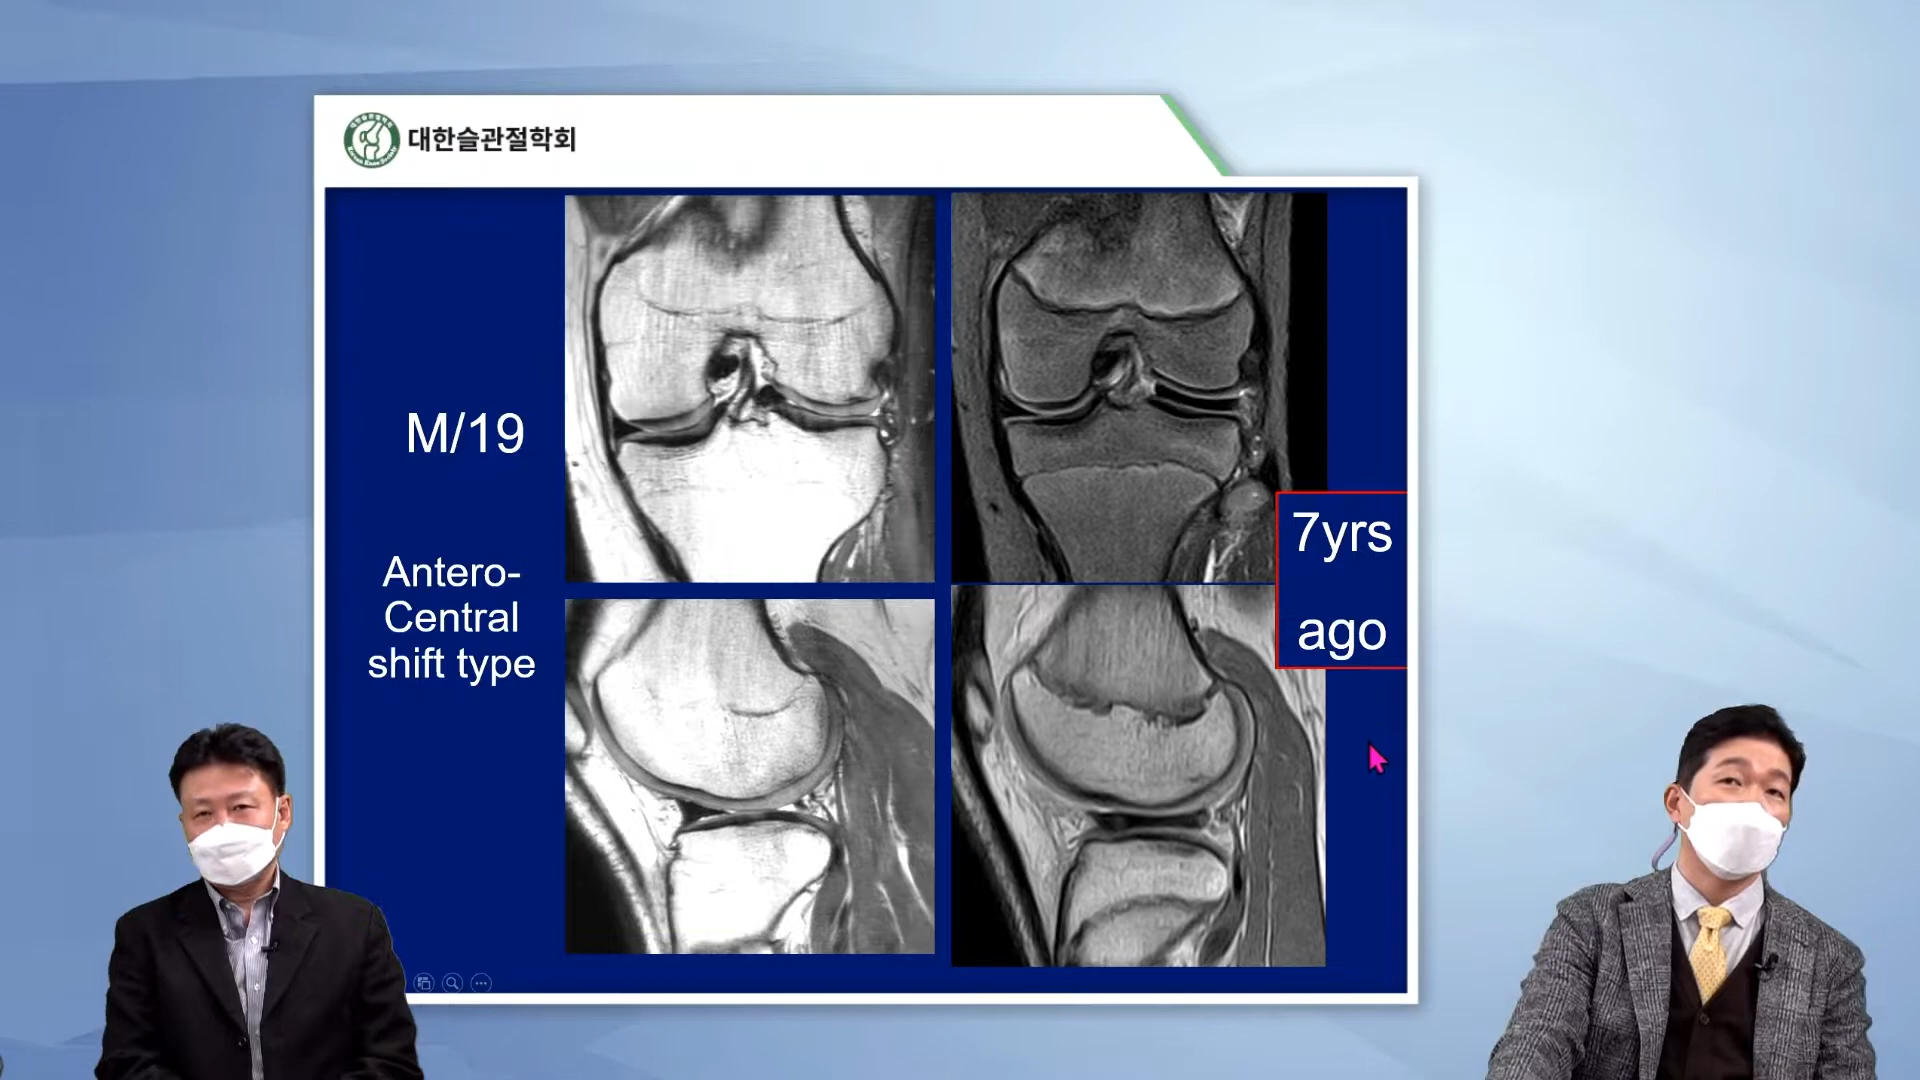 대한슬관절학회
M/19
Antero-
Central
shift type
7yrs
ago